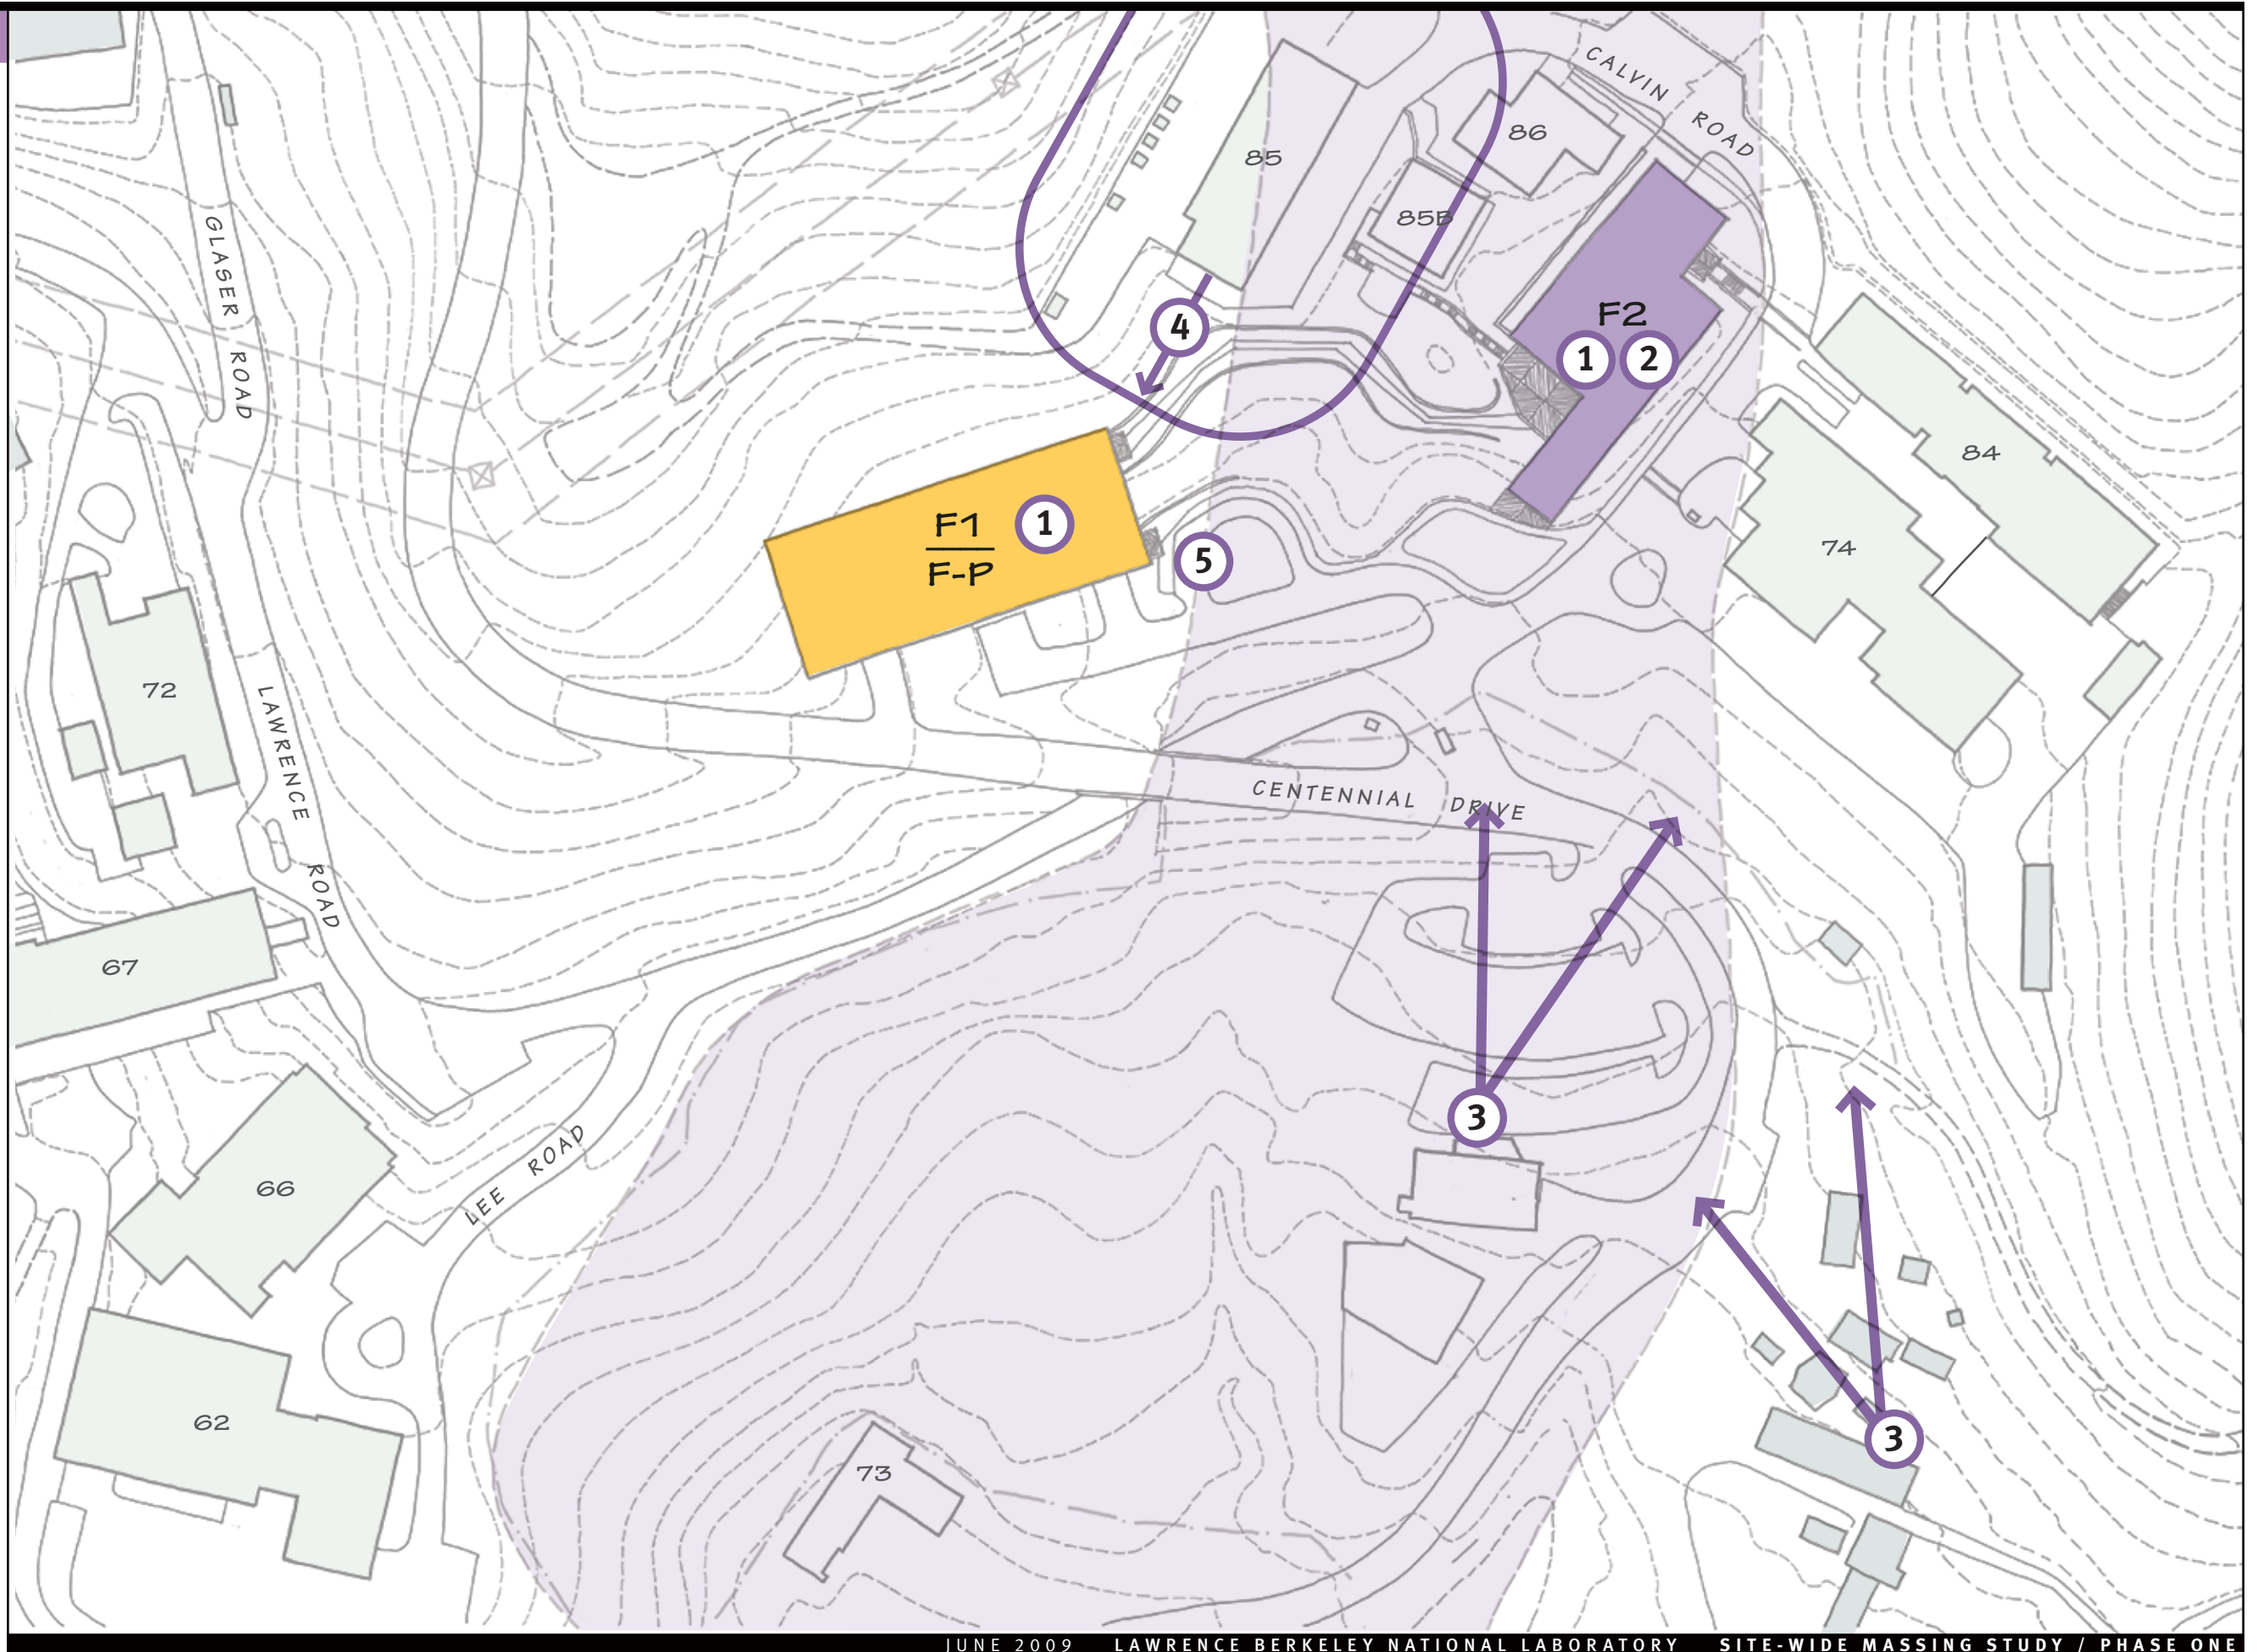 CALVIN ROAD
86
85
85B
GLASER ROAD
4
F2
1 2
84
F1 1
F-P
5
74
72
LAWRENCE ROAD
CENTENNIAL DRIVE
67
3
66
LEE ROAD
62
73
3
JUNE 2009 LAWRENCE BERKELEY NATIONAL LABORATORY SITE-WIDE MASSING STUDY / PHASE ONE